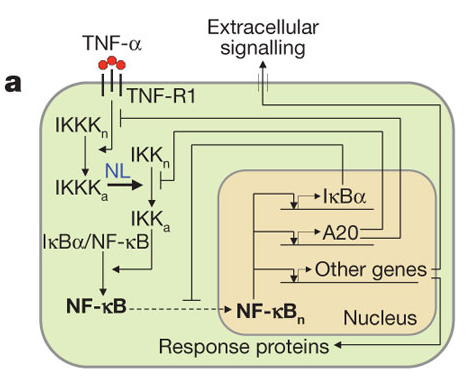 a
TNF-α
Extracellular
signalling
TNF-R1
IKKKn
NL
IKKn
IKKKa
IKKa
IκBα/NF-κB
NF-κB
IκBα
A20
Other genes
NF-κBn
Nucleus
Response proteins